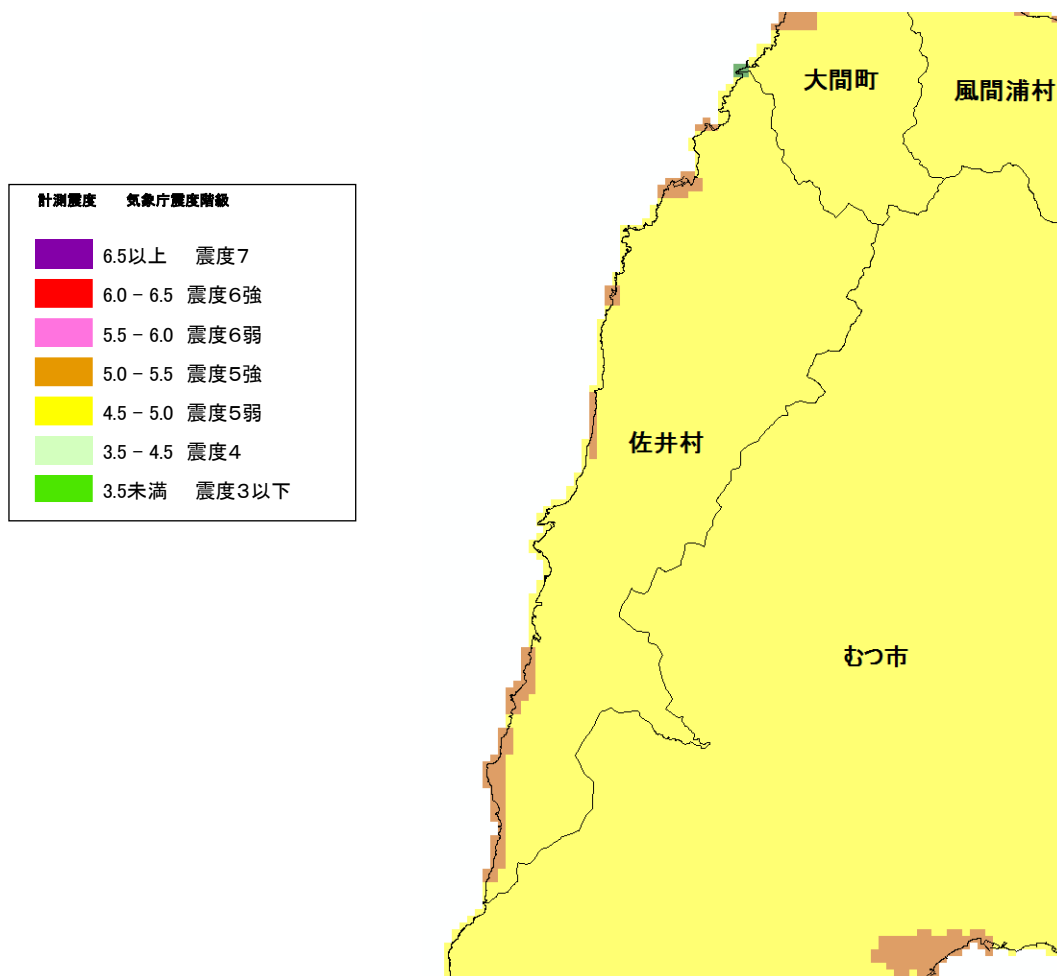 計測震度 気象庁震度階級
6.5以上 震度7
6.0 - 6.5 震度6強
5.5 - 6.0 震度6弱
5.0 - 5.5 震度5強
4.5 - 5.0 震度5弱
3.5 - 4.5 震度4
3.5未満 震度3以下
大間町
風間浦村
佐井村
むつ市